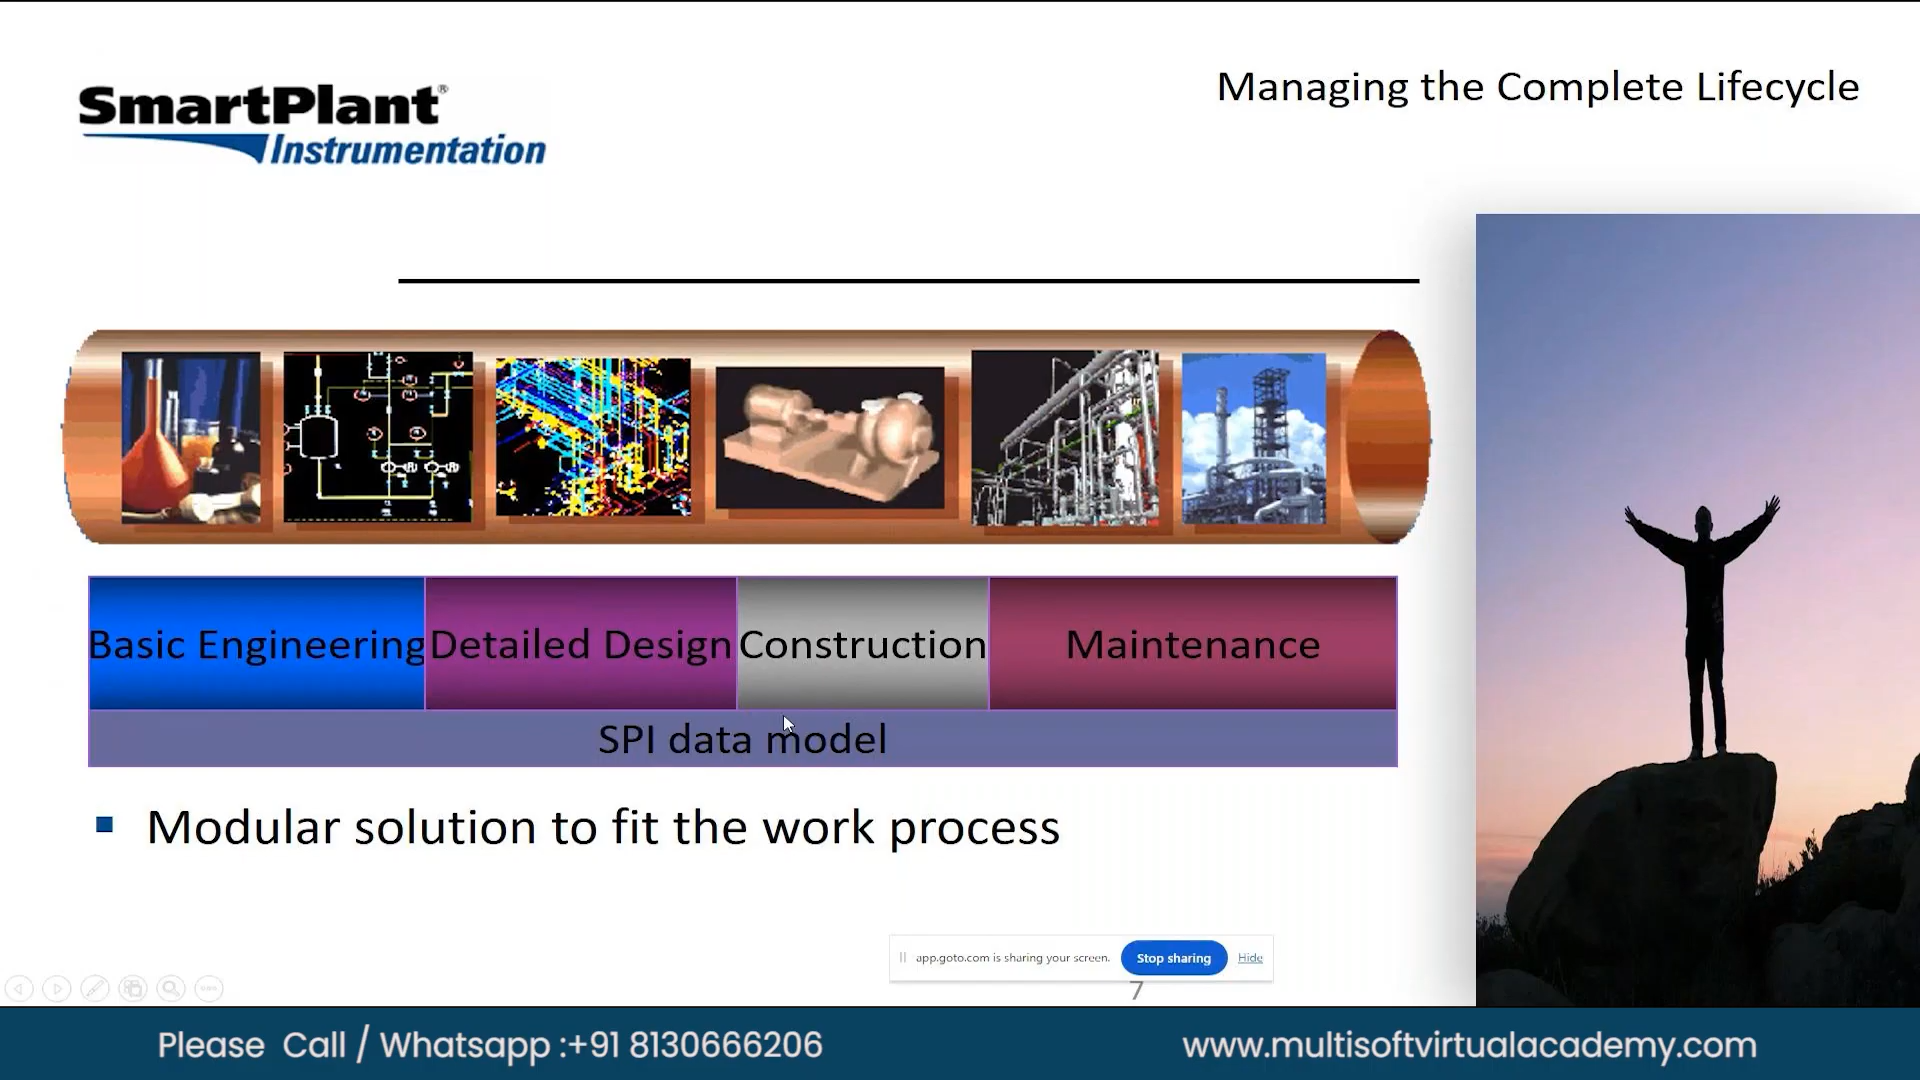 SmartPlant®
Instrumentation
Managing the Complete Lifecycle
Basic Engineering
Detailed Design
Construction
Maintenance
SPI data model
Modular solution to fit the work process
app.goto.com is sharing your screen.
Stop sharing
Hide
7
Please Call / Whatsapp :+91 8130666206
www.multisoftvirtualacademy.com